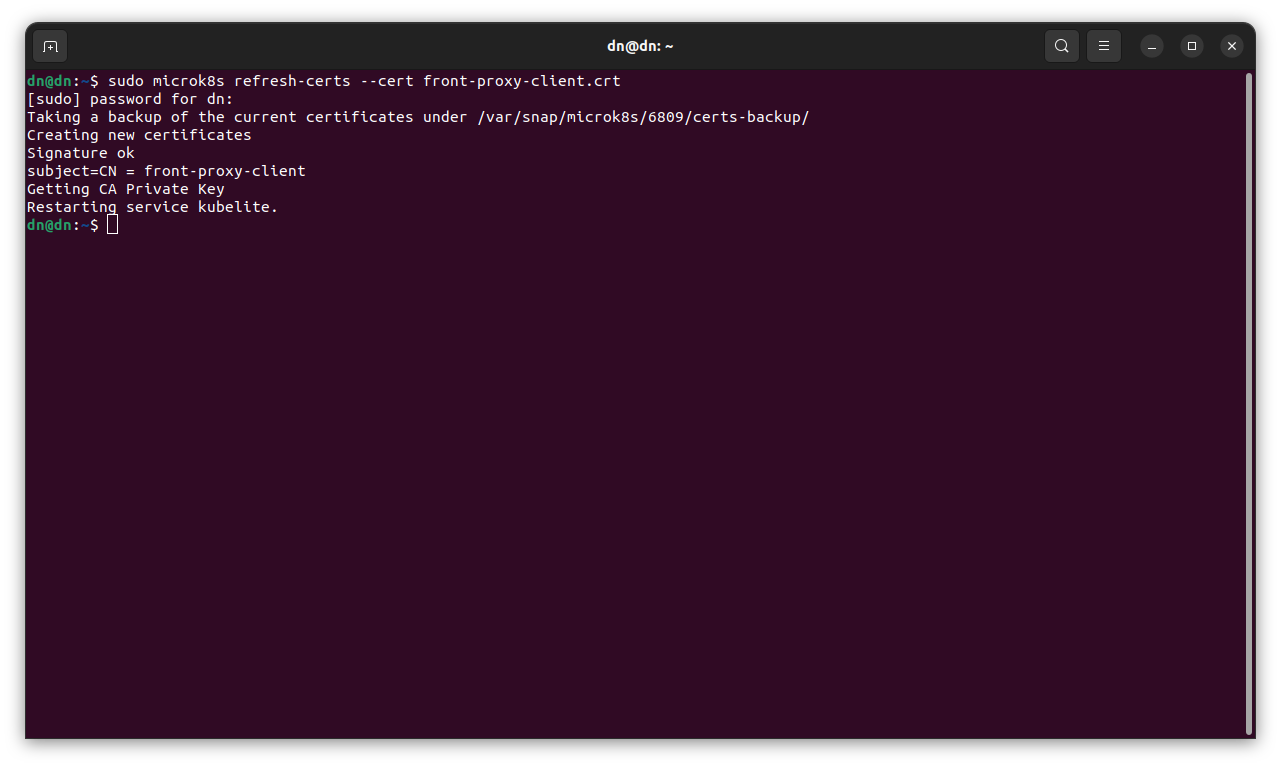 dn@dn: ~
dn@dn:~$ sudo microk8s refresh-certs --cert front-proxy-client.crt
[sudo] password for dn:
Taking a backup of the current certificates under /var/snap/microk8s/6809/certs-backup/
Creating new certificates
Signature ok
subject=CN = front-proxy-client
Getting CA Private Key
Restarting service kubelite.
dn@dn:~$